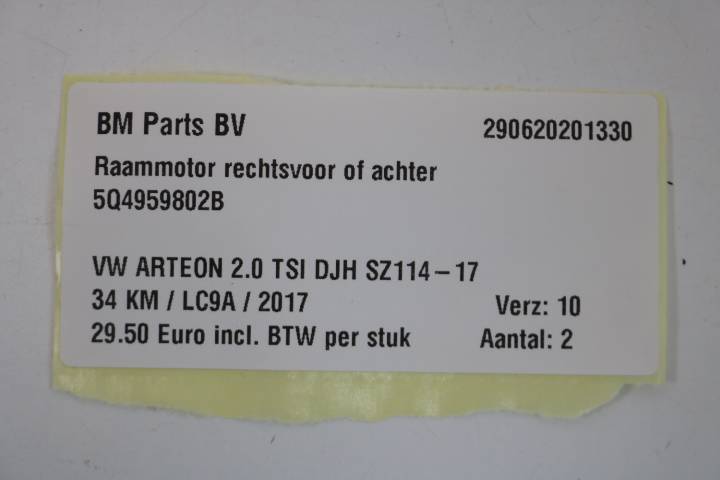 BM Parts BV 290620201330
Raammotor rechtsvoor of achter
5Q4959802B
VW ARTEON 2.0 TSI DJH SZ114-17
34 KM / LC9A / 2017 Verz: 10
29.50 Euro incl. BTW per stuk Aantal: 2